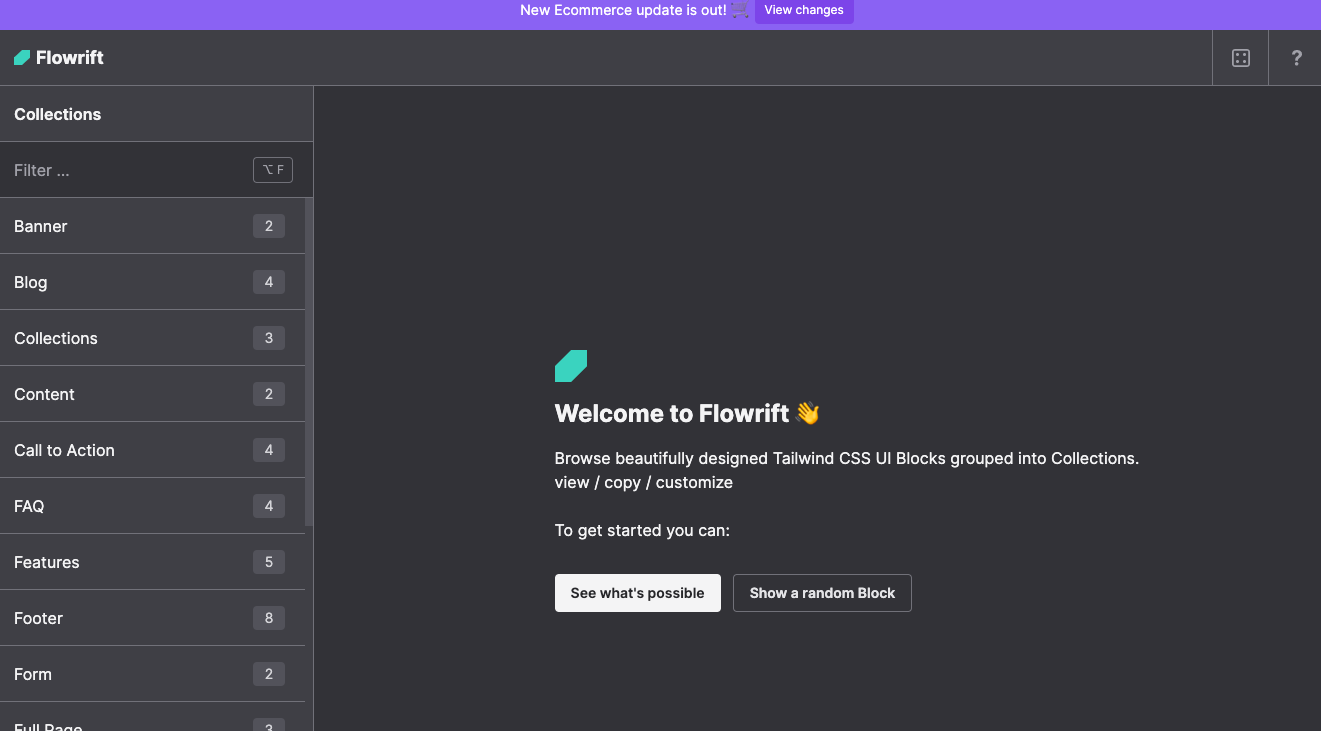 New Ecommerce update is out! 🛒 View changes
Flowrift
?
Collections
Filter ...
⌥ F
Banner 2
Blog 4
Collections 3
Content 2
Call to Action 4
FAQ 4
Features 5
Footer 8
Form 2
Full Page 3
Welcome to Flowrift 👋
Browse beautifully designed Tailwind CSS UI Blocks grouped into Collections.
view / copy / customize
To get started you can:
See what's possible
Show a random Block